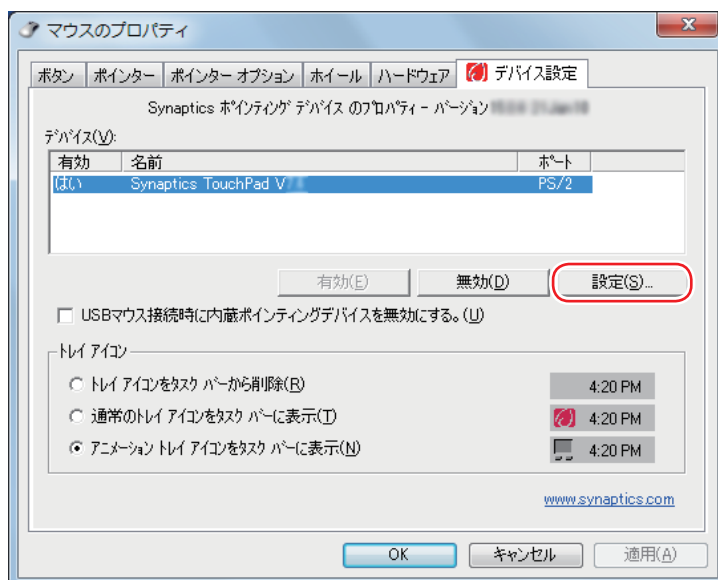 マウスのプロパティ
ボタン ポインター ポインター オプション ホイール ハードウェア デバイス設定
Synaptics ポインティング デバイス のプロパティ - バージョン
デバイス(V):
有効 名前 ポート
はい Synaptics TouchPad V PS/2
有効(E) 無効(D) 設定(S)...
USBマウス接続時に内蔵ポインティングデバイスを無効にする。(U)
トレイ アイコン
トレイ アイコンをタスク バーから削除(R) 4:20 PM
通常のトレイ アイコンをタスク バーに表示(T) 4:20 PM
アニメーション トレイ アイコンをタスク バーに表示(N) 4:20 PM
www.synaptics.com
OK キャンセル 適用(A)